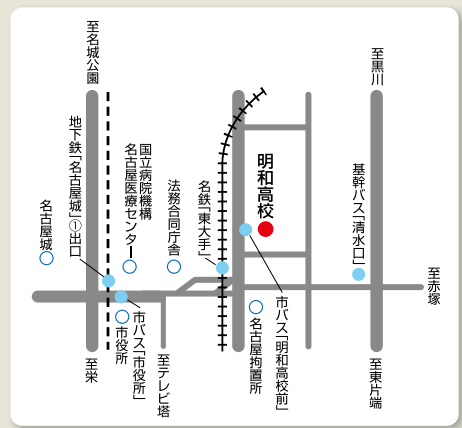 至名城公園
至黒川
地下鉄「名古屋城」①出口
国立病院機構
名古屋医療センター
法務合同庁舎
名鉄「東大手」
明和高校
基幹バス「清水口」
名古屋城
至赤塚
市バス「明和高校前」
名古屋拘置所
市バス「市役所」
市役所
至栄
至テレビ塔
至東片端